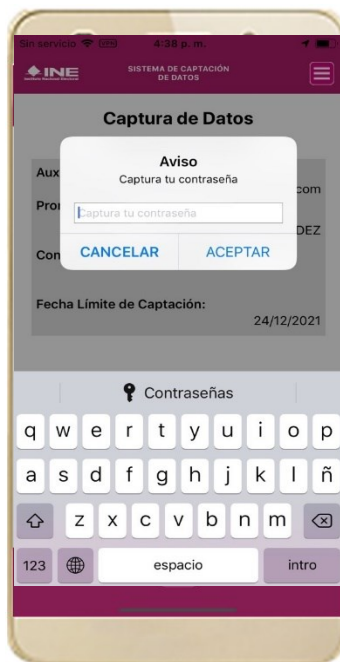 Sin servicio VPN 4:38 p. m.
INE
SISTEMA DE CAPTACIÓN
DE DATOS
Captura de Datos
Aviso
Captura tu contraseña
Captura tu contraseña
CANCELAR ACEPTAR
Aux
com
Pro
DEZ
Con
Fecha Límite de Captación:
24/12/2021
Contraseñas
q w e r t y u i o p
a s d f g h j k l ñ
z x c v b n m
123 espacio intro